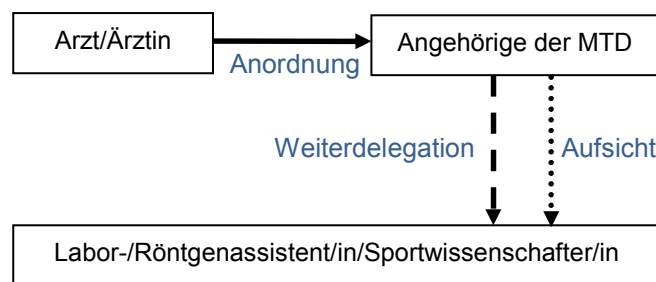 Arzt/Ärztin
Angehörige der MTD
Anordnung
Weiterdelegation
Aufsicht
Labor-/Röntgenassistent/in/Sportwissenschafter/in